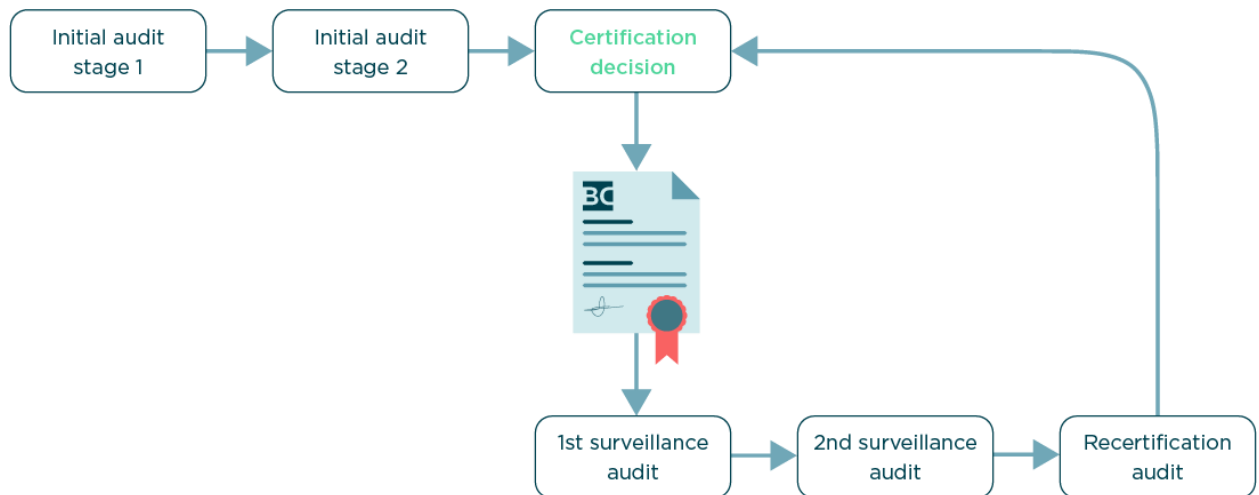 Initial audit
stage 1
Initial audit
stage 2
Certification
decision
BC
1st surveillance
audit
2nd surveillance
audit
Recertification
audit